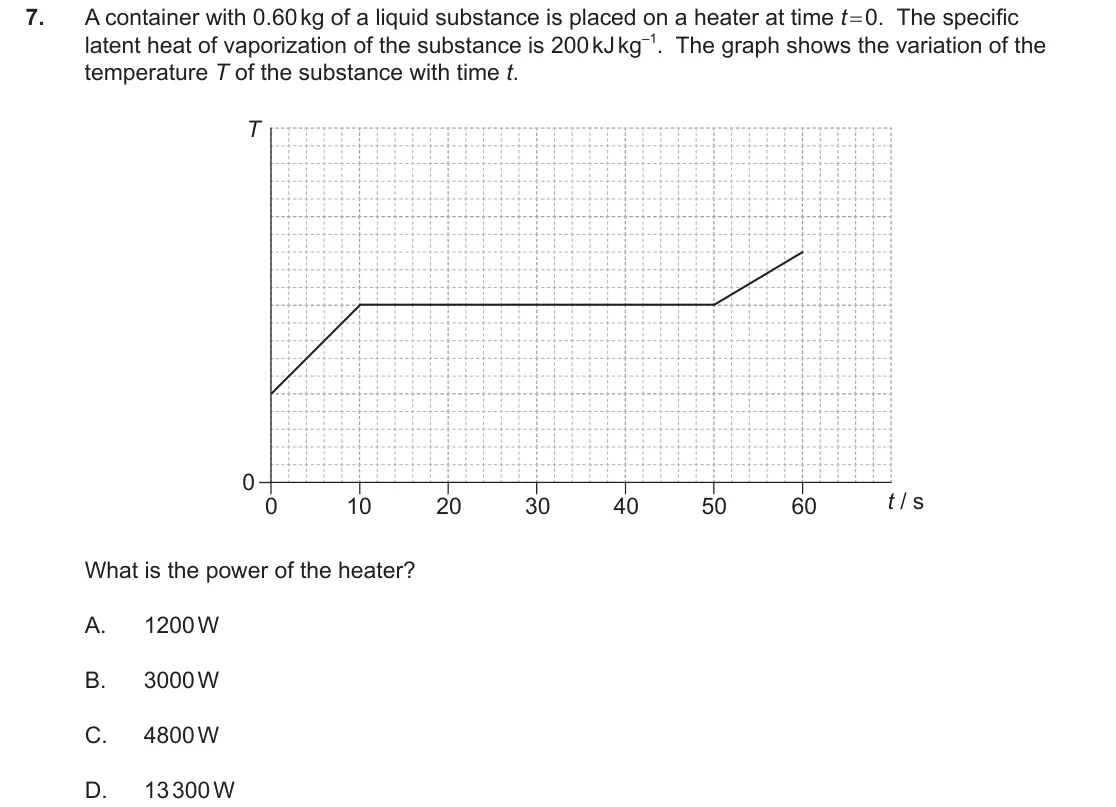 7. A container with 0.60 kg of a liquid substance is placed on a heater at time t=0. The specific
latent heat of vaporization of the substance is 200 kJ kg⁻¹. The graph shows the variation of the
temperature T of the substance with time t.
T
0
0 10 20 30 40 50 60 t / s
What is the power of the heater?
A. 1200 W
B. 3000 W
C. 4800 W
D. 13 300 W